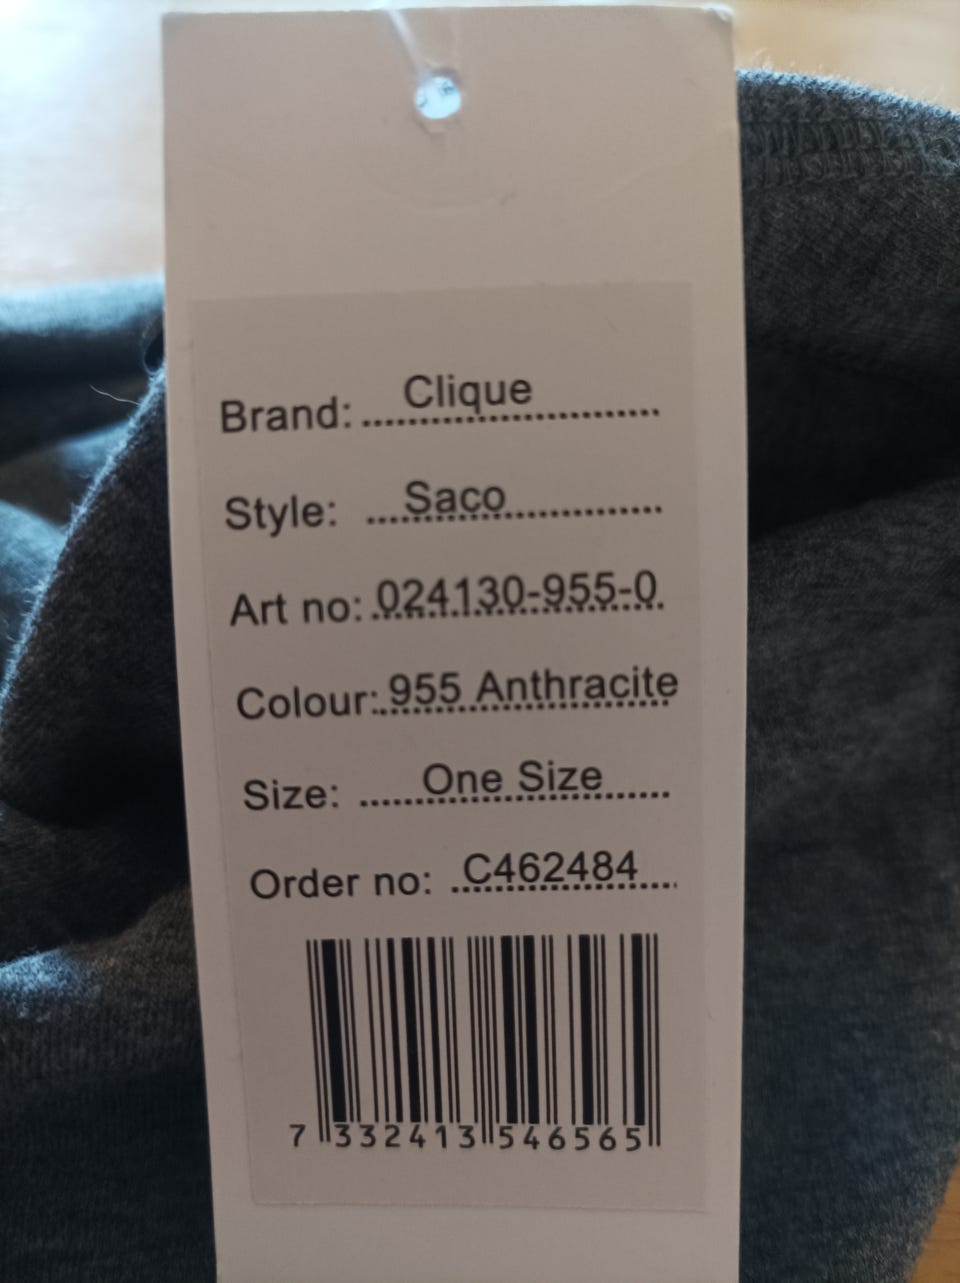 Brand: Clique
Style: Saco
Art no: 024130-955-0
Colour: 955 Anthracite
Size: One Size
Order no: C462484
7 332413 546565